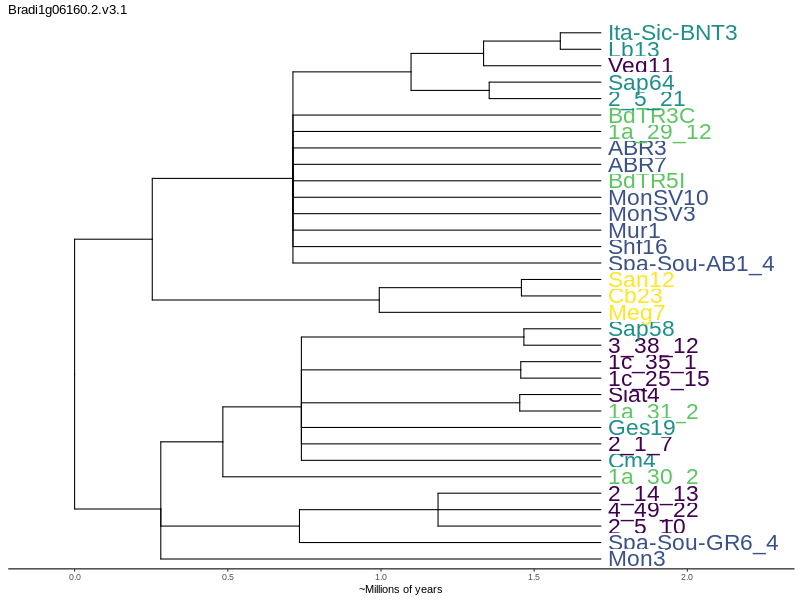 Bradi1g06160.2.v3.1
Ita-Sic-BNT3
Lb13
Veg11
Sap64
2_5_21
BdTR3C
1a_29_12
ABR3
ABR7
BdTR5I
MonSV10
MonSV3
Mur1
Shf16
Spa-Sou-AB1_4
San12
Cb23
Meg7
Sap58
3_38_12
1c_35_1
1c_25_15
Slat4
1a_31_2
Ges19
2_1_7
Cm4
1a_30_2
2_14_13
4_49_22
2_5_10
Spa-Sou-GR6_4
Mon3
0.0 0.5 1.0 1.5 2.0
~Millions of years